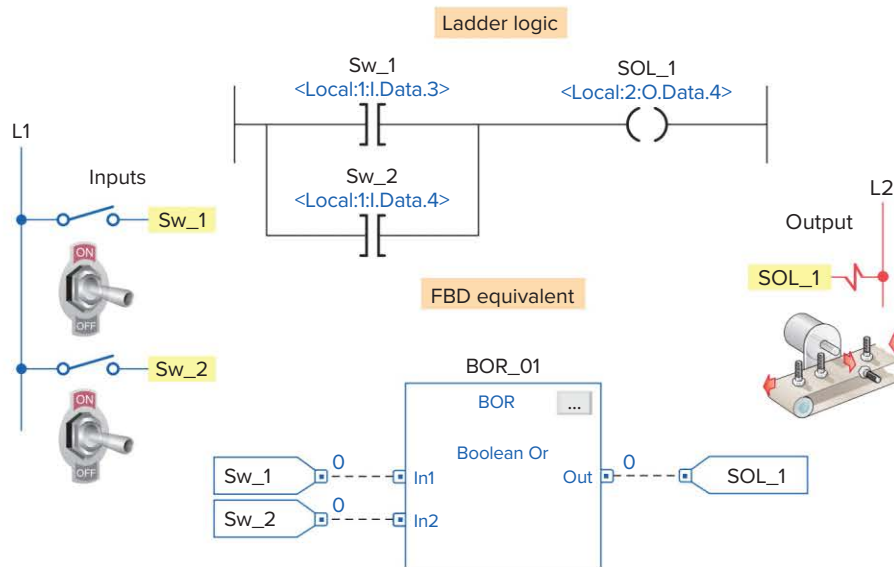 Ladder logic
Sw_1
<Local:1:I.Data.3>
SOL_1
<Local:2:O.Data.4>
L1
Inputs
Sw_2
<Local:1:I.Data.4>
L2
Output
Sw_1
ON
OFF
SOL_1
FBD equivalent
Sw_2
ON
OFF
BOR_01
BOR
...
Boolean Or
Sw_1
0
In1
Out
0
SOL_1
Sw_2
0
In2